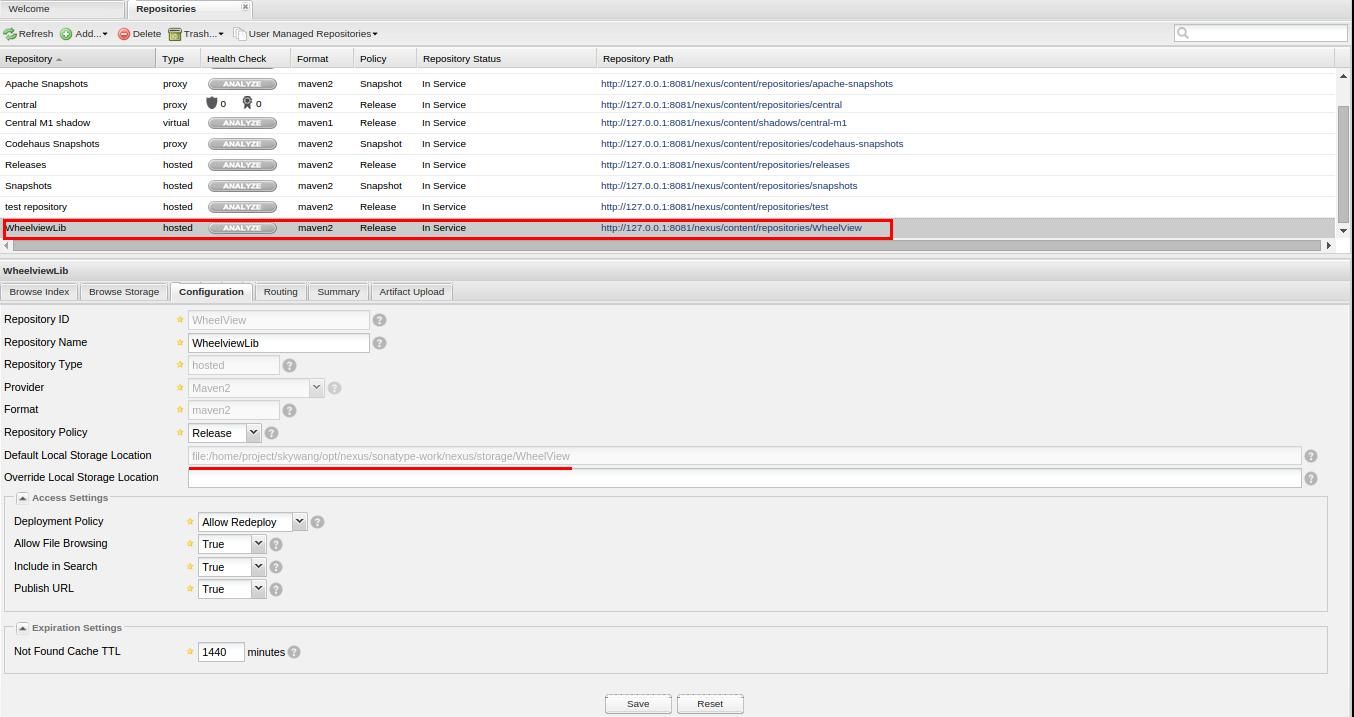 Welcome Repositories
Refresh Add... Delete Trash... User Managed Repositories
Repository Type Health Check Format Policy Repository Status Repository Path
Apache Snapshots proxy ANALYZE maven2 Snapshot In Service http://127.0.0.1:8081/nexus/content/repositories/apache-snapshots
Central proxy 0 0 maven2 Release In Service http://127.0.0.1:8081/nexus/content/repositories/central
Central M1 shadow virtual ANALYZE maven1 Release In Service http://127.0.0.1:8081/nexus/content/shadows/central-m1
Codehaus Snapshots proxy ANALYZE maven2 Snapshot In Service http://127.0.0.1:8081/nexus/content/repositories/codehaus-snapshots
Releases hosted ANALYZE maven2 Release In Service http://127.0.0.1:8081/nexus/content/repositories/releases
Snapshots hosted ANALYZE maven2 Snapshot In Service http://127.0.0.1:8081/nexus/content/repositories/snapshots
test repository hosted ANALYZE maven2 Release In Service http://127.0.0.1:8081/nexus/content/repositories/test
WheelviewLib hosted ANALYZE maven2 Release In Service http://127.0.0.1:8081/nexus/content/repositories/WheelView
WheelviewLib
Browse Index Browse Storage Configuration Routing Summary Artifact Upload
Repository ID WheelView ?
Repository Name WheelviewLib ?
Repository Type hosted ?
Provider Maven2 ?
Format maven2 ?
Repository Policy Release ?
Default Local Storage Location file:/home/project/skywang/opt/nexus/sonatype-work/nexus/storage/WheelView ?
Override Local Storage Location ?
Access Settings
Deployment Policy Allow Redeploy ?
Allow File Browsing True ?
Include in Search True ?
Publish URL True ?
Expiration Settings
Not Found Cache TTL 1440 minutes ?
Save Reset